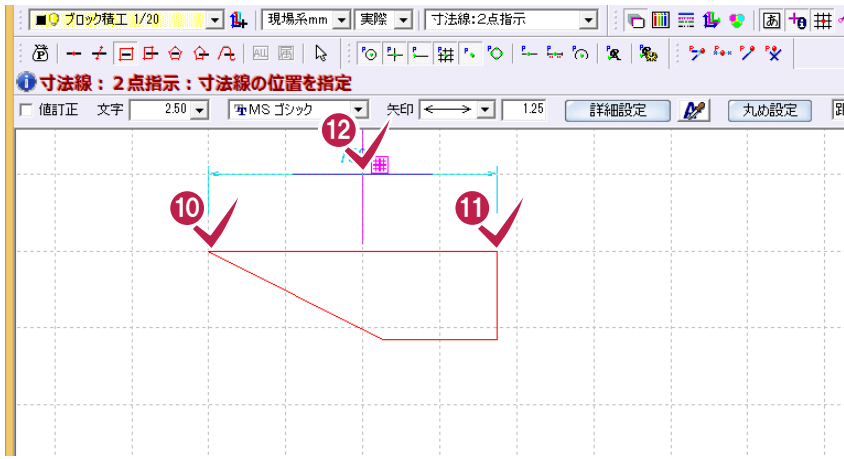 ブロック積工 1/20 現場系mm 実際 寸法線:2点指示 あ
寸法線：２点指示：寸法線の位置を指定
値訂正 文字 2.50 MS ゴシック 矢印 1.25 詳細設定 丸め設定
12
10
11